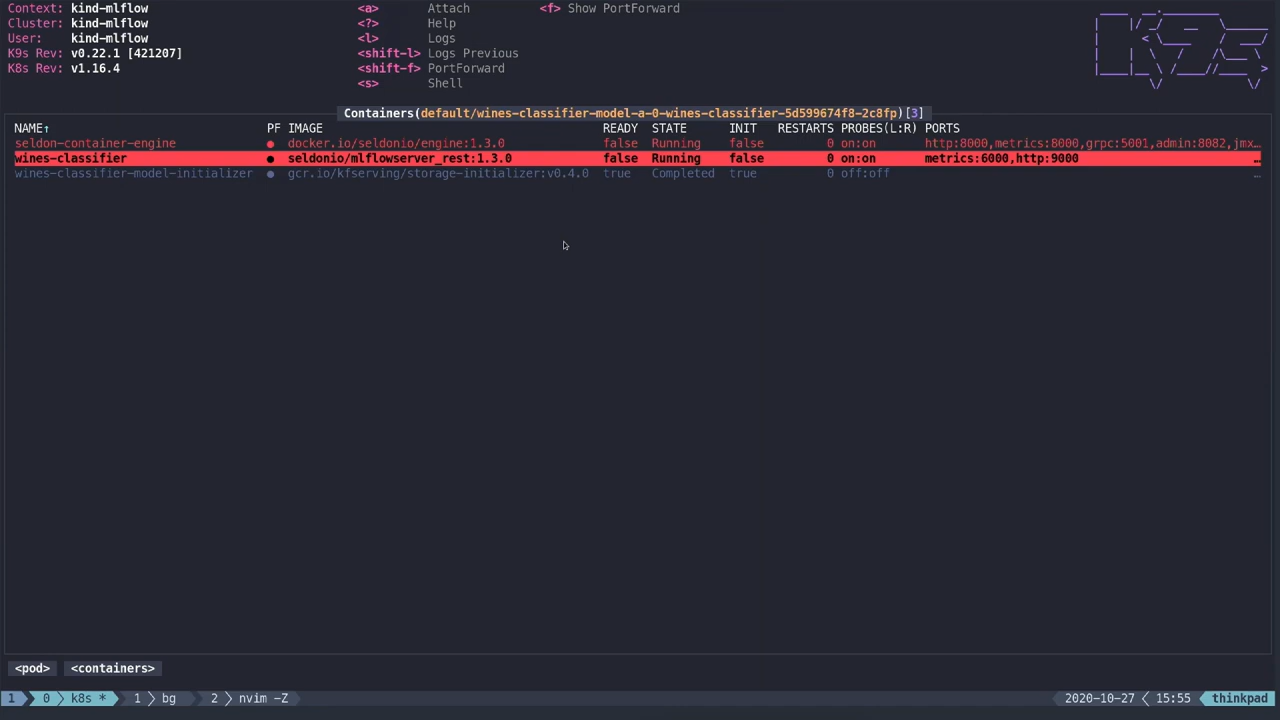 Context: kind-mlflow <a> Attach <f> Show PortForward
Cluster: kind-mlflow <?> Help
User: kind-mlflow <l> Logs
K9s Rev: v0.22.1 [421207] <shift-l> Logs Previous
K8s Rev: v1.16.4 <shift-f> PortForward
<s> Shell
Containers(default/wines-classifier-model-a-0-wines-classifier-5d599674f8-2c8fp)[3]
NAME↑ PF IMAGE READY STATE INIT RESTARTS PROBES(L:R) PORTS
seldon-container-engine ● docker.io/seldonio/engine:1.3.0 false Running false 0 on:on http:8000,metrics:8000,grpc:5001,admin:8082,jmx…
wines-classifier ● seldonio/mlflowserver_rest:1.3.0 false Running false 0 on:on metrics:6000,http:9000 …
wines-classifier-model-initializer ● gcr.io/kfserving/storage-initializer:v0.4.0 true Completed true 0 off:off …
<pod> <containers>
1 0 k8s * 1 bg 2 nvim -Z 2020-10-27 15:55 thinkpad